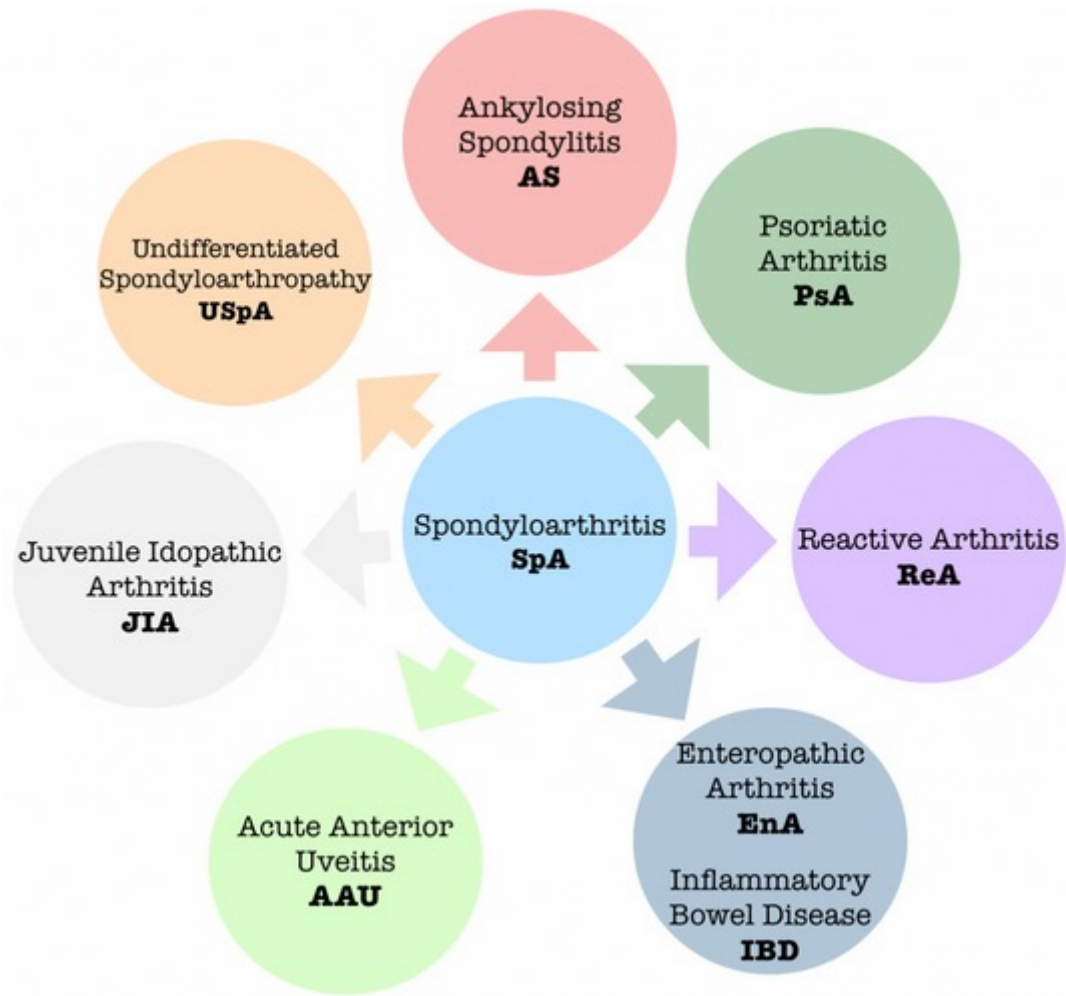 Ankylosing
Spondylitis
AS
Psoriatic
Arthritis
PsA
Undifferentiated
Spondyloarthropathy
USpA
Spondyloarthritis
SpA
Reactive Arthritis
ReA
Juvenile Idopathic
Arthritis
JIA
Enteropathic
Arthritis
EnA
Inflammatory
Bowel Disease
IBD
Acute Anterior
Uveitis
AAU